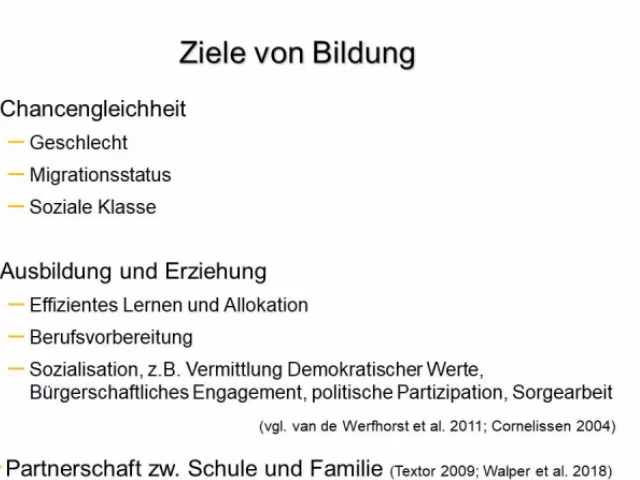 Ziele von Bildung
Chancengleichheit
– Geschlecht
– Migrationsstatus
– Soziale Klasse
Ausbildung und Erziehung
– Effizientes Lernen und Allokation
– Berufsvorbereitung
– Sozialisation, z.B. Vermittlung Demokratischer Werte,
Bürgerschaftliches Engagement, politische Partizipation, Sorgearbeit
(vgl. van de Werfhorst et al. 2011; Cornelissen 2004)
Partnerschaft zw. Schule und Familie (Textor 2009; Walper et al. 2018)